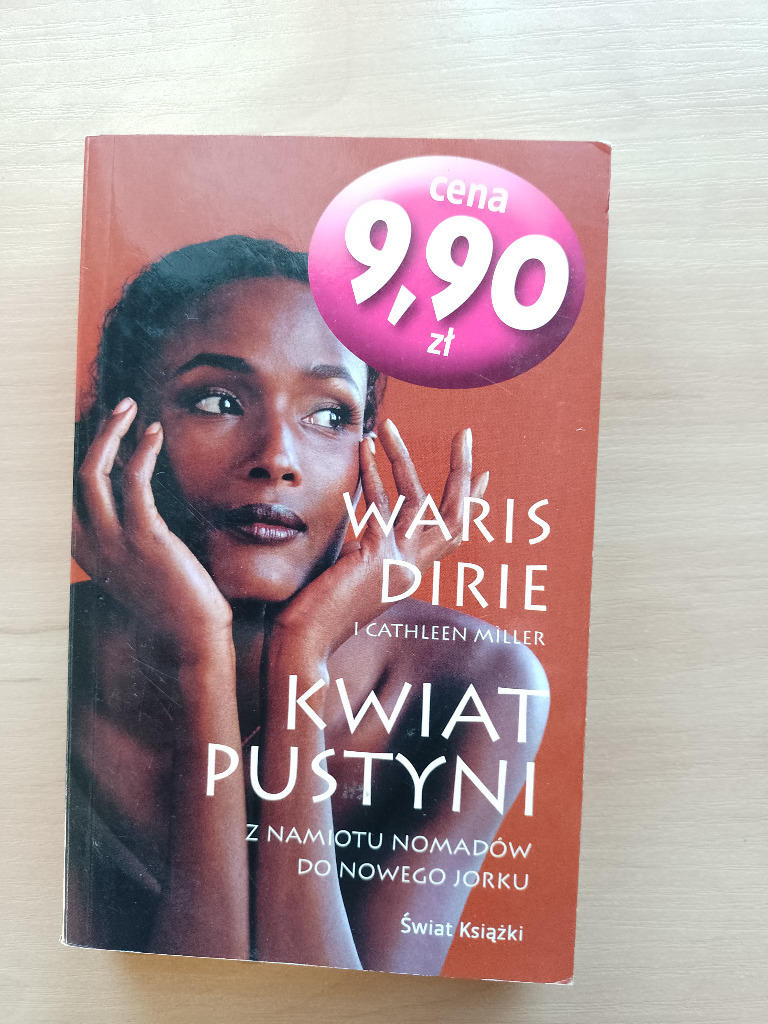 cena
9,90
zł
WARIS
DIRIE
I CATHLEEN MILLER
KWIAT
PUSTYNI
Z NAMIOTU NOMADÓW
DO NOWEGO JORKU
Świat Książki